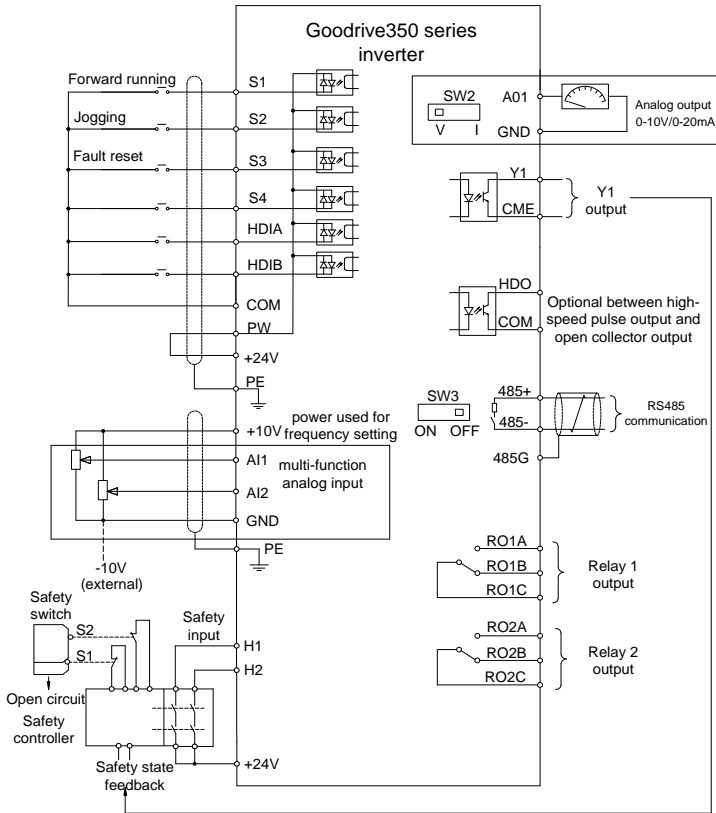 Goodrive350 series
inverter
Forward running
S1
Jogging
S2
Fault reset
S3
S4
HDIA
HDIB
COM
PW
+24V
PE
SW2
V I
A01
GND
Analog output
0-10V/0-20mA
Y1
CME
Y1
output
HDO
COM
Optional between high-
speed pulse output and
open collector output
SW3
ON OFF
485+
485-
485G
RS485
communication
power used for
frequency setting
+10V
AI1
AI2
multi-function
analog input
GND
PE
-10V
(external)
RO1A
RO1B
RO1C
Relay 1
output
RO2A
RO2B
RO2C
Relay 2
output
Safety
switch
S2
S1
Open circuit
Safety
controller
Safety
input
H1
H2
+24V
Safety state
feedback